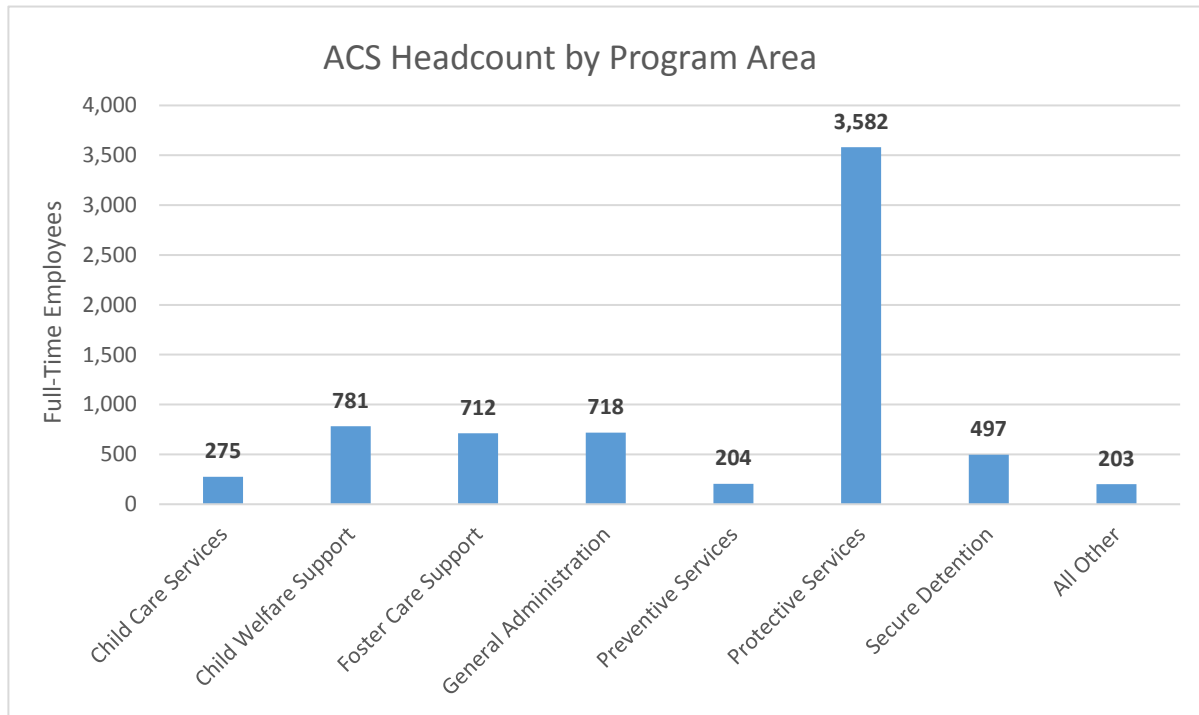 ACS Headcount by Program Area
Full-Time Employees
4,000
3,500
3,000
2,500
2,000
1,500
1,000
500
0
275
781
712
718
204
3,582
497
203
Child Care Services
Child Welfare Support
Foster Care Support
General Administration
Preventive Services
Protective Services
Secure Detention
All Other